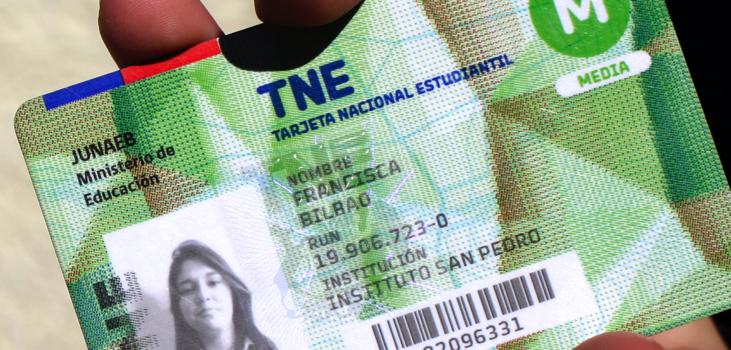 M
MEDIA
TNE
TARJETA NACIONAL ESTUDIANTIL
JUNAEB
Ministerio de
Educación
NOMBRE
FRANCISCA
BILBAO
RUN
19.906.723-0
INSTITUCIÓN
INSTITUTO SAN PEDRO
02096331